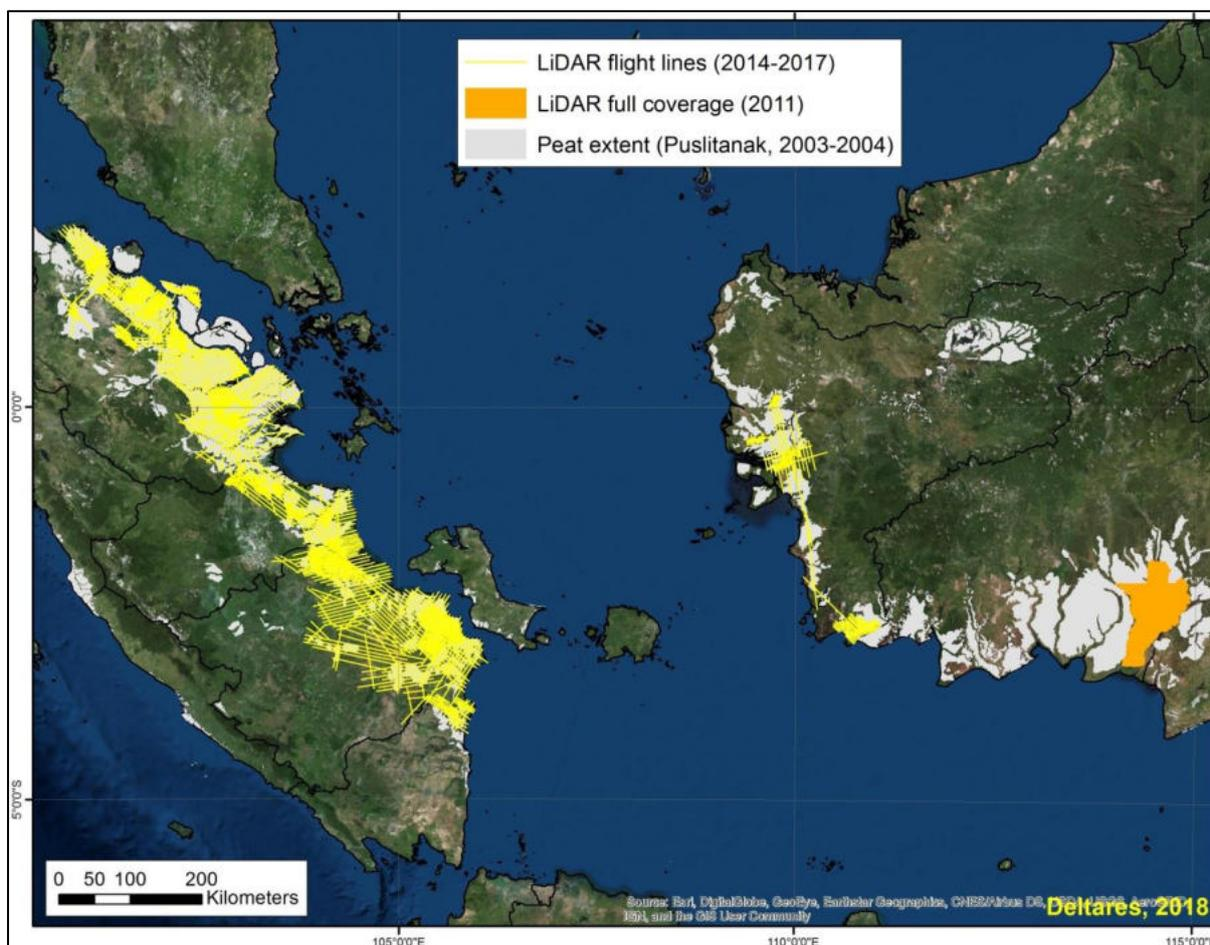 LiDAR flight lines (2014-2017)
LiDAR full coverage (2011)
Peat extent (Puslitanak, 2003-2004)
0°0'0"
5°0'0"S
0 50 100 200
Kilometers
Source: Esri, DigitalGlobe, GeoEye, Earthstar Geographics, CNES/Airbus DS,
IGN, and the GIS User Community
Deltares, 2018
105°0'0"E
110°0'0"E
115°0'0"E